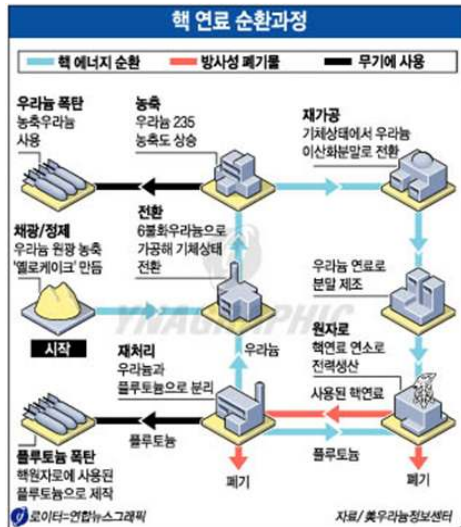 핵 연료 순환과정
핵 에너지 순환
방사성 폐기물
무기에 사용
우라늄 폭탄
농축우라늄
사용
농축
우라늄 235
농축도 상승
재가공
기체상태에서 우라늄
이산화분말로 전환
채광/정제
우라늄 원광 농축
'옐로케이크' 만듬
전환
6불화우라늄으로
가공해 기체상태
전환
우라늄 연료로
분말 제조
YNAGRAPHIC
시작
재처리
우라늄과
플루토늄으로 분리
우라늄
원자로
핵연료 연소로
전력생산
사용된 핵연료
플루토늄
플루토늄
플루토늄 폭탄
핵원자로에 사용된
플루토늄으로 제작
폐기
폐기
로이터=연합뉴스그래픽
자료/美우라늄정보센터